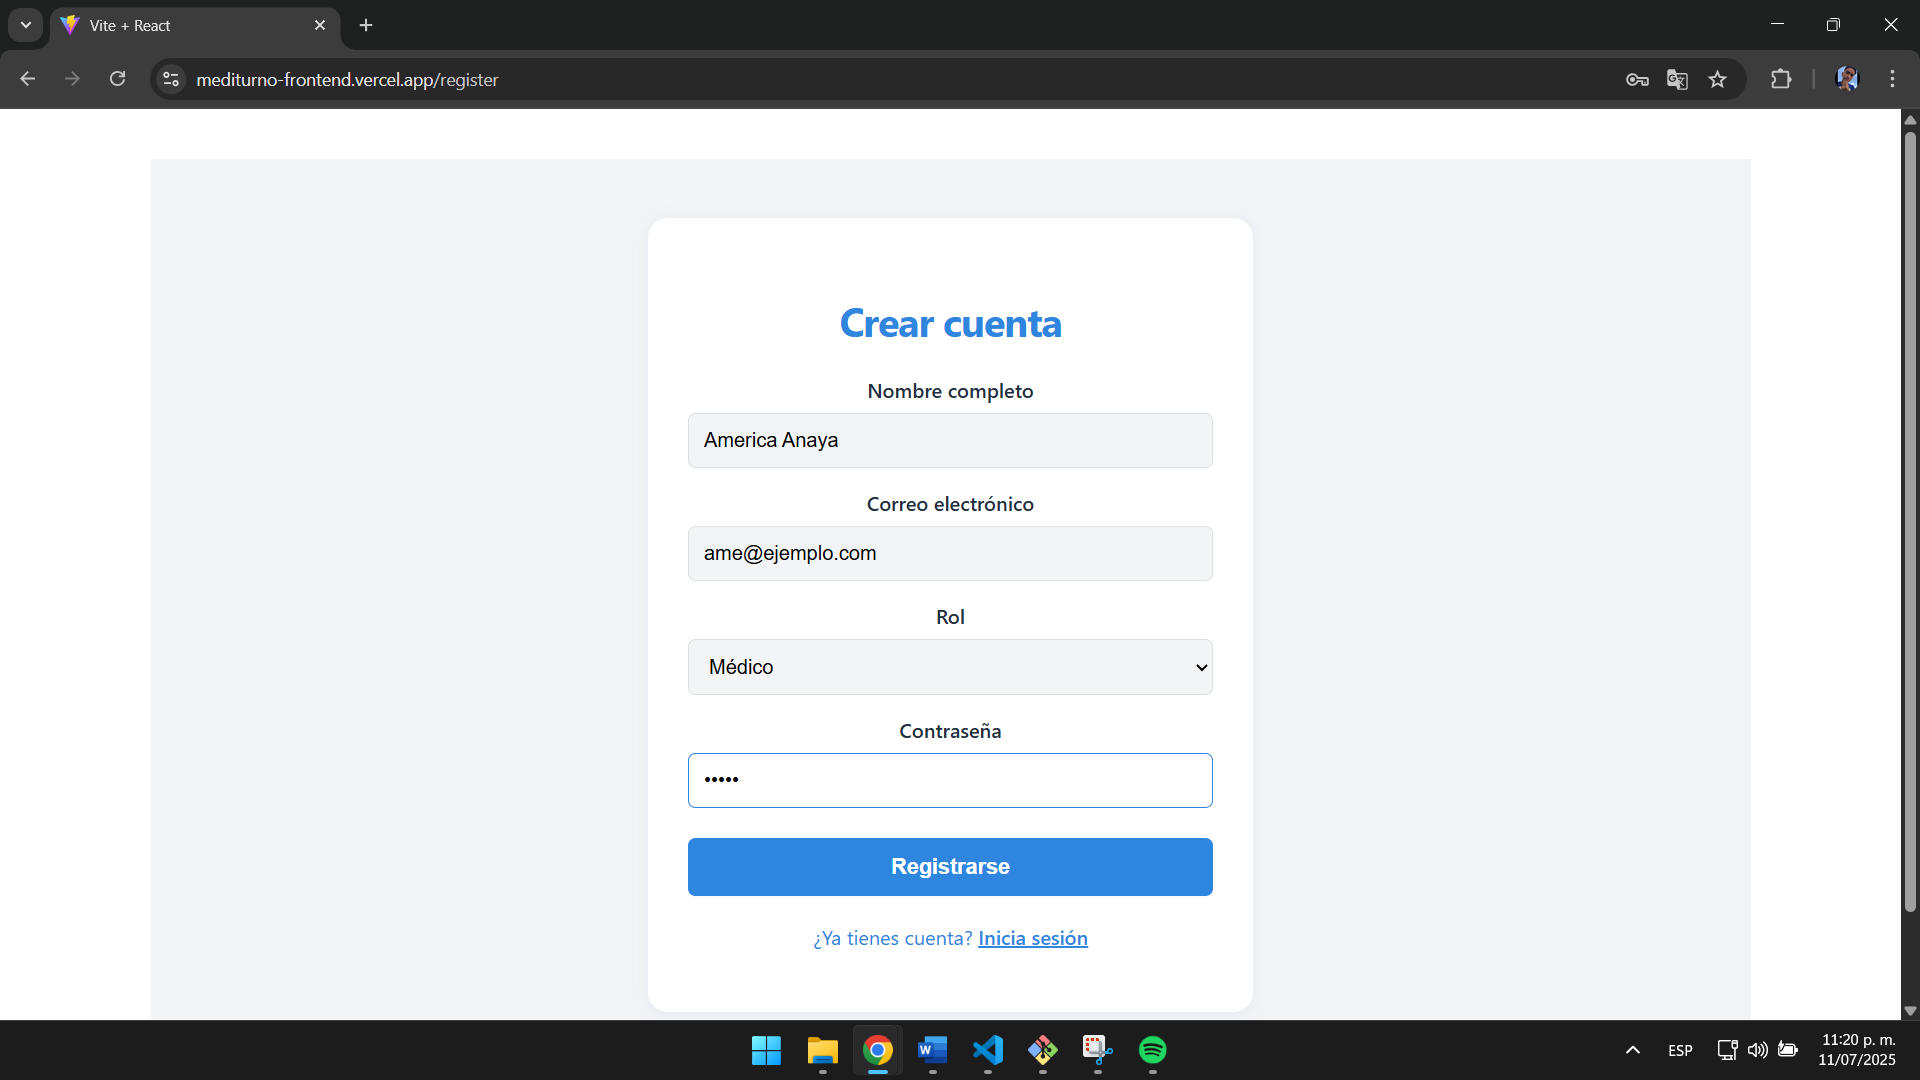 Vite + React
mediturno-frontend.vercel.app/register
Crear cuenta
Nombre completo
America Anaya
Correo electrónico
ame@ejemplo.com
Rol
Médico
Contraseña
•••••
Registrarse
¿Ya tienes cuenta? Inicia sesión
ESP
11:20 p. m.
11/07/2025